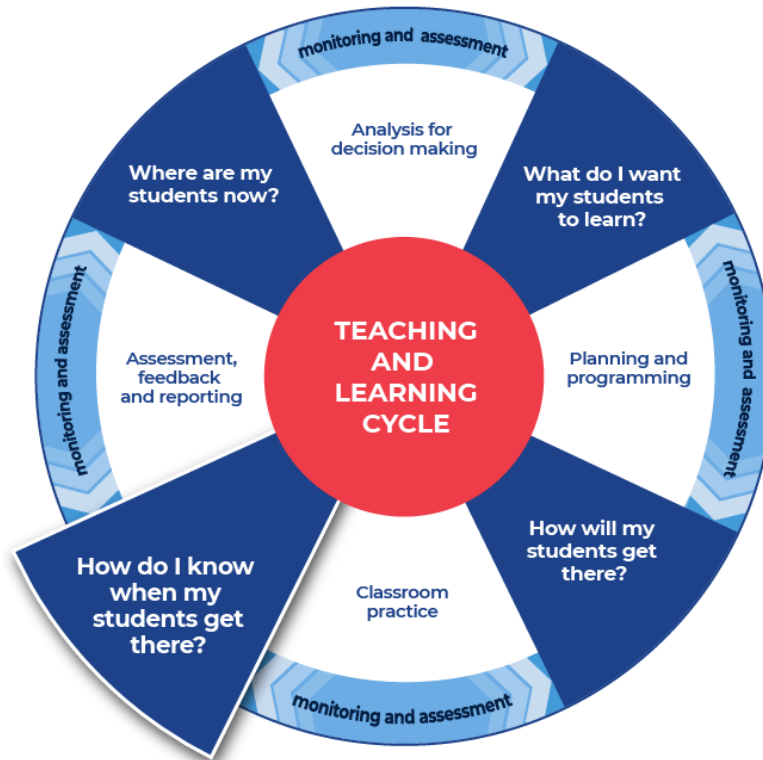 monitoring and assessment
Analysis for
decision making
Where are my
students now?
What do I want
my students
to learn?
monitoring and assessment
monitoring and assessment
TEACHING
AND
LEARNING
CYCLE
Assessment,
feedback
and reporting
Planning and
programming
How will my
students get
there?
How do I know
when my
students get
there?
Classroom
practice
monitoring and assessment